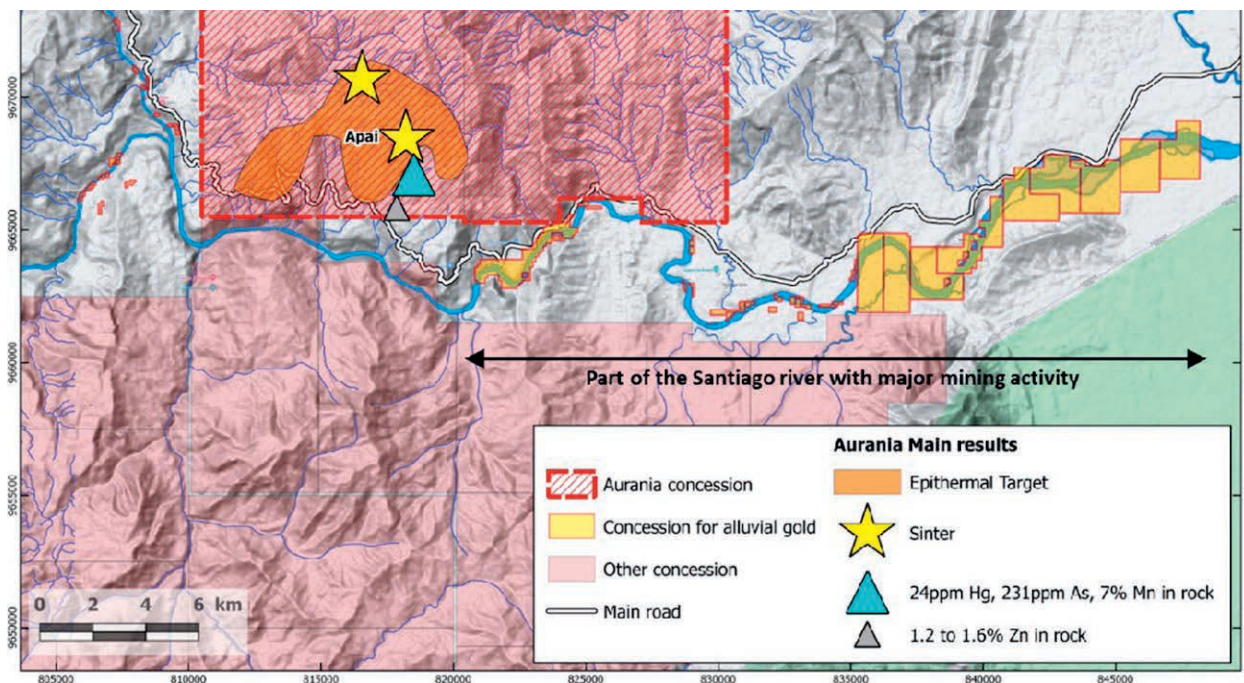 9670000
9665000
9660000
9655000
9650000
Apai
Part of the Santiago river with major mining activity
0 2 4 6 km
Aurania concession
Concession for alluvial gold
Other concession
Main road
Aurania Main results
Epithermal Target
Sinter
24ppm Hg, 231ppm As, 7% Mn in rock
1.2 to 1.6% Zn in rock
805000 810000 815000 820000 825000 830000 835000 840000 845000